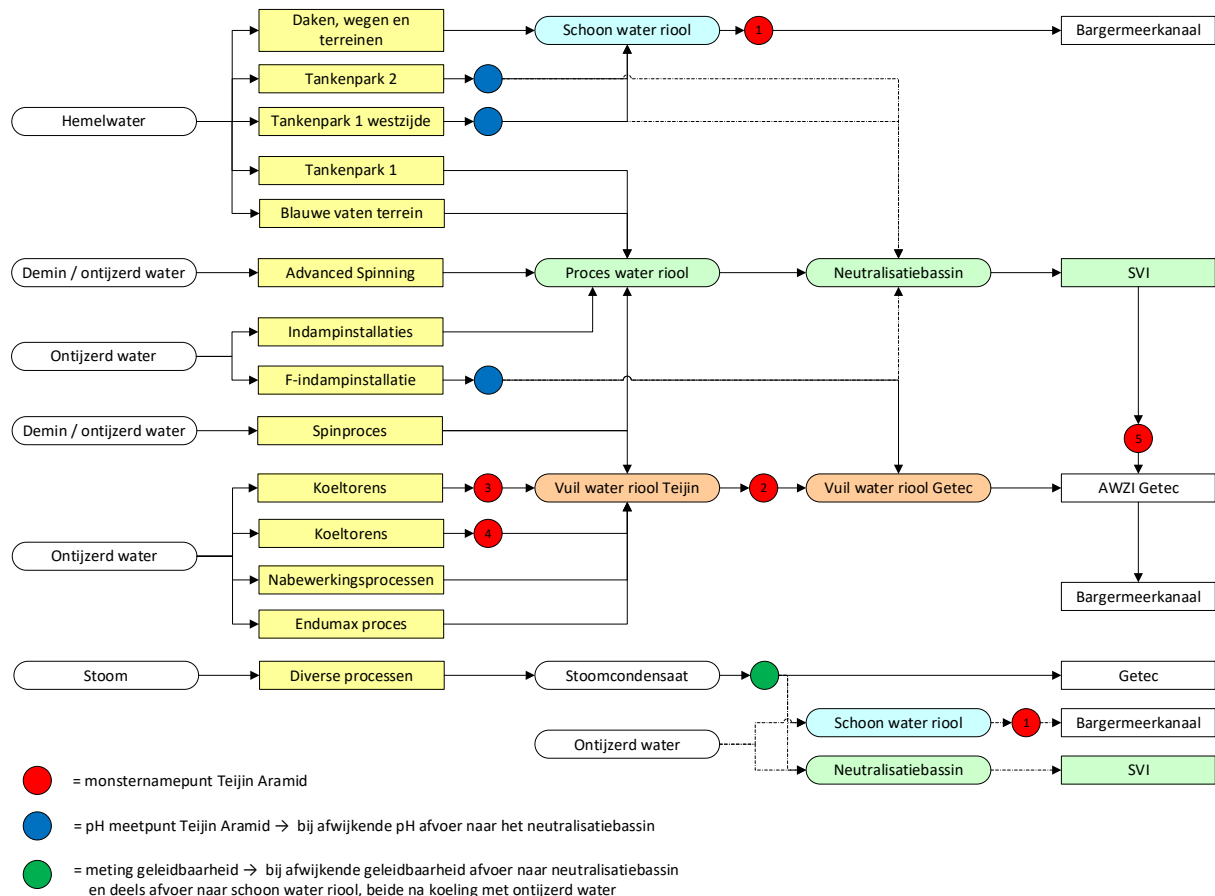 Daken, wegen en
terreinen
Schoon water riool
1
Bargermeerkanaal
Tankenpark 2
Hemelwater
Tankenpark 1 westzijde
Tankenpark 1
Blauwe vaten terrein
Demin / ontijzerd water
Advanced Spinning
Proces water riool
Neutralisatiebassin
SVI
Indampinstallaties
Ontijzerd water
F-indampinstallatie
Demin / ontijzerd water
Spinproces
5
Koeltorens
3
Vuil water riool Teijin
2
Vuil water riool Getec
AWZI Getec
Koeltorens
4
Ontijzerd water
Nabewerkingsprocessen
Bargermeerkanaal
Endumax proces
Stoom
Diverse processen
Stoomcondensaat
Getec
Schoon water riool
1
Bargermeerkanaal
Ontijzerd water
Neutralisatiebassin
SVI
= monsternamepunt Teijin Aramid
= pH meetpunt Teijin Aramid → bij afwijkende pH afvoer naar het neutralisatiebassin
= meting geleidbaarheid → bij afwijkende geleidbaarheid afvoer naar neutralisatiebassin
en deels afvoer naar schoon water riool, beide na koeling met ontijzerd water